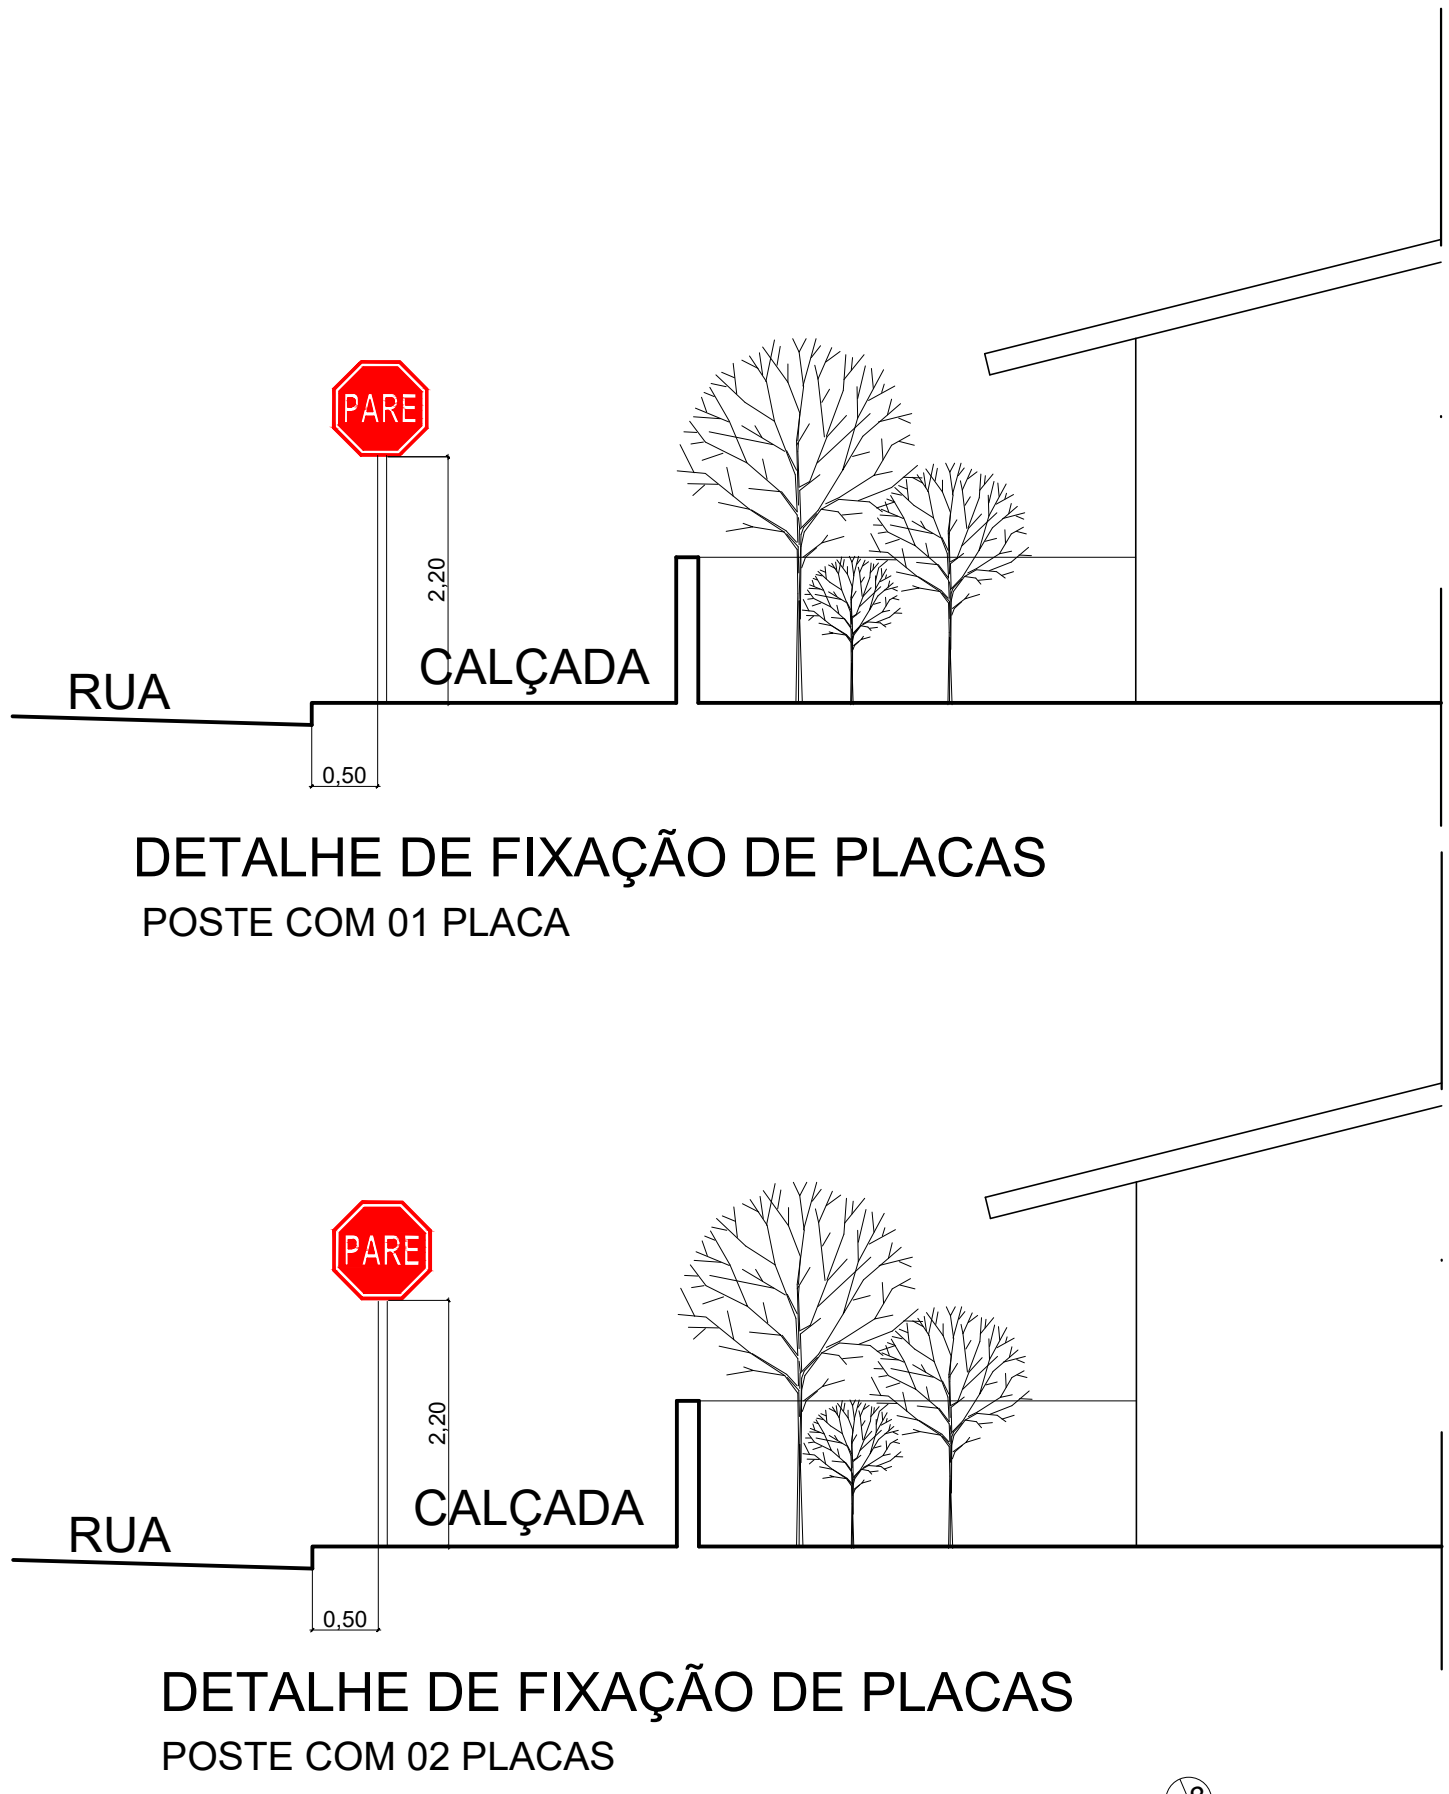 PARE
2,20
CALÇADA
RUA
0,50
DETALHE DE FIXAÇÃO DE PLACAS
POSTE COM 01 PLACA
PARE
2,20
CALÇADA
RUA
0,50
DETALHE DE FIXAÇÃO DE PLACAS
POSTE COM 02 PLACAS